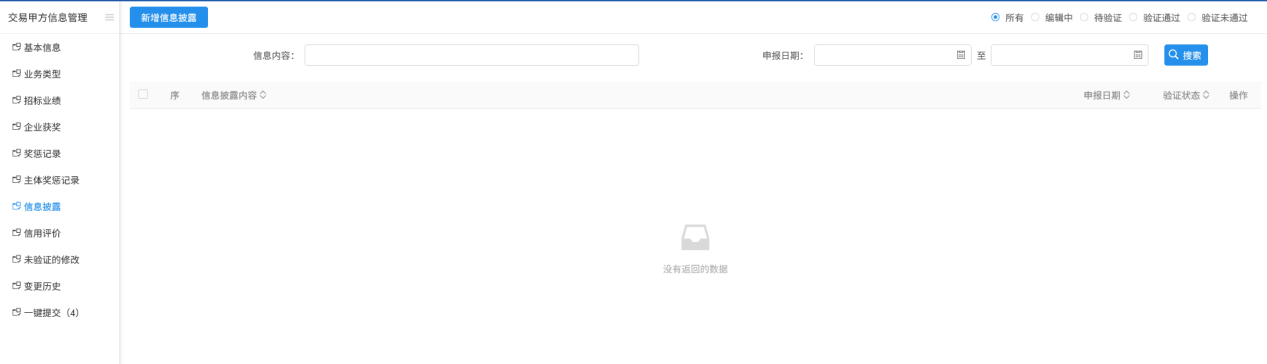 交易甲方信息管理
新增信息披露
所有 编辑中 待验证 验证通过 验证未通过
基本信息
业务类型
招标业绩
企业获奖
奖惩记录
主体奖惩记录
信息披露
信用评价
未验证的修改
变更历史
一键提交（4）
信息内容： 申报日期： 至 搜索
序 信息披露内容 申报日期 验证状态 操作
没有返回的数据